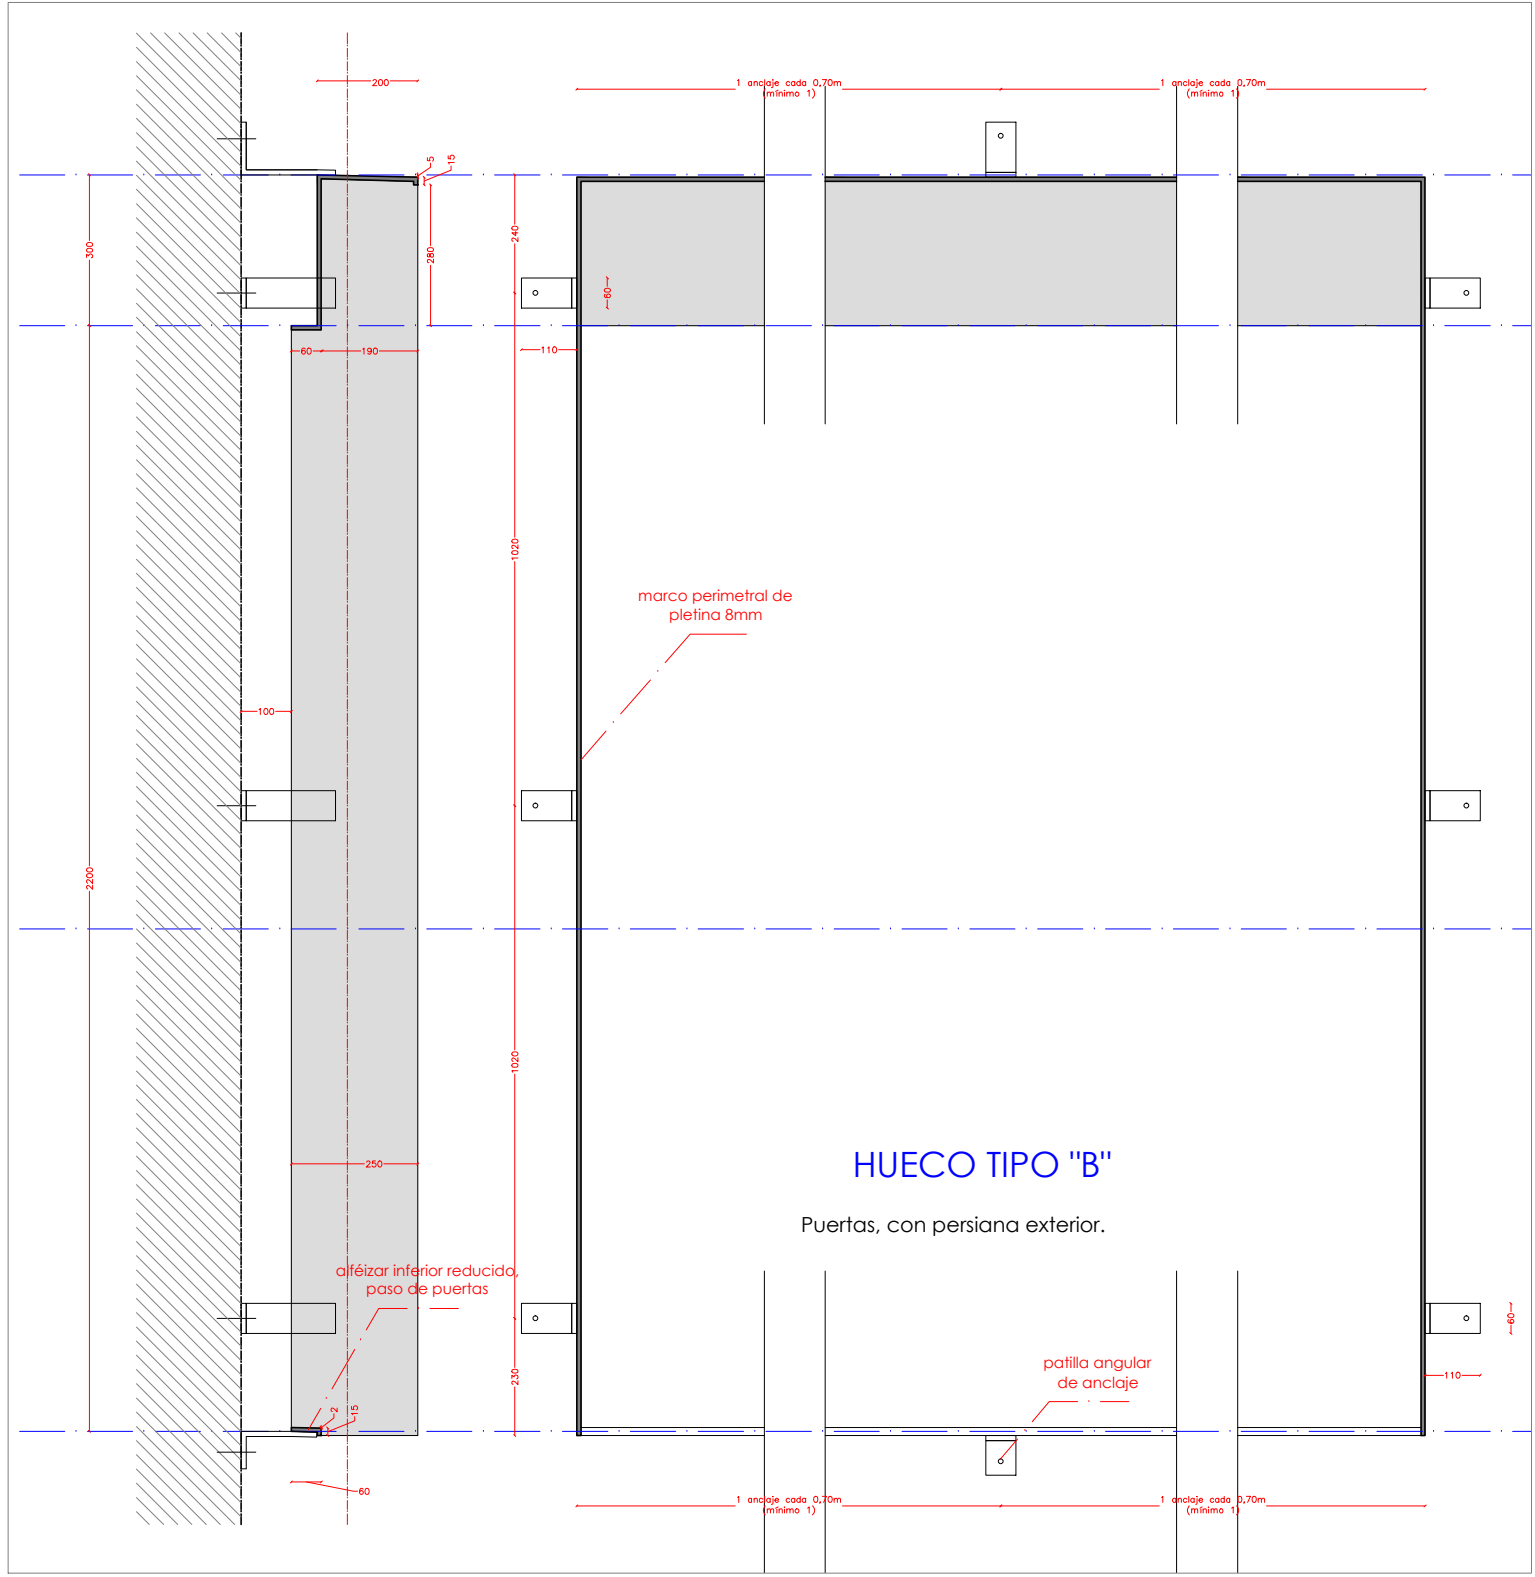 200
1 anclaje cada 0,70m
(mínimo 1)
1 anclaje cada 0,70m
(mínimo 1)
5
15
300
280
240
60
60
190
110
1020
marco perimetral de
pletina 8mm
100
2200
1020
250
HUECO TIPO "B"
Puertas, con persiana exterior.
alféizar inferior reducido,
paso de puertas
60
patilla angular
de anclaje
110
230
2
15
60
1 anclaje cada 0,70m
(mínimo 1)
1 anclaje cada 0,70m
(mínimo 1)